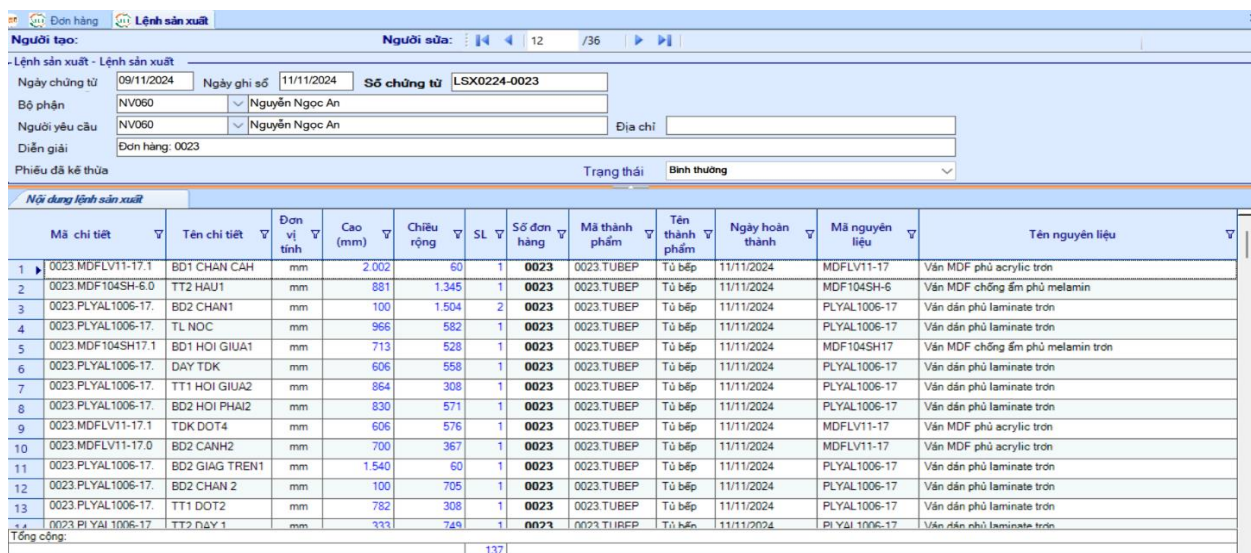 Đơn hàng Lệnh sản xuất
Người tạo: Người sửa: 12 /36
Lệnh sản xuất - Lệnh sản xuất
Ngày chứng từ 09/11/2024 Ngày ghi sổ 11/11/2024 Số chứng từ LSX0224-0023
Bộ phận NV060 Nguyễn Ngọc An
Người yêu cầu NV060 Nguyễn Ngọc An Địa chỉ
Diễn giải Đơn hàng: 0023
Phiếu đã kế thừa Trạng thái Bình thường
Nội dung lệnh sản xuất
Mã chi tiết Tên chi tiết Đơn vị tính Cao (mm) Chiều rộng SL Số đơn hàng Mã thành phẩm Tên thành phẩm Ngày hoàn thành Mã nguyên liệu Tên nguyên liệu
1 0023.MDFLV11-17.1 BD1 CHAN CAH mm 2.002 60 1 0023 0023.TUBEP Tủ bếp 11/11/2024 MDFLV11-17 Ván MDF phủ acrylic trơn
2 0023.MDF104SH-6.0 TT2 HAU1 mm 881 1.345 1 0023 0023.TUBEP Tủ bếp 11/11/2024 MDF104SH-6 Ván MDF chống ẩm phủ melamin
3 0023.PLYAL1006-17. BD2 CHAN1 mm 100 1.504 2 0023 0023.TUBEP Tủ bếp 11/11/2024 PLYAL1006-17 Ván dán phủ laminate trơn
4 0023.PLYAL1006-17. TL NOC mm 966 582 1 0023 0023.TUBEP Tủ bếp 11/11/2024 PLYAL1006-17 Ván dán phủ laminate trơn
5 0023.MDF104SH17.1 BD1 HOI GIUA1 mm 713 528 1 0023 0023.TUBEP Tủ bếp 11/11/2024 MDF104SH17 Ván MDF chống ẩm phủ melamin trơn
6 0023.PLYAL1006-17. DAY TDK mm 606 558 1 0023 0023.TUBEP Tủ bếp 11/11/2024 PLYAL1006-17 Ván dán phủ laminate trơn
7 0023.PLYAL1006-17. TT1 HOI GIUA2 mm 864 308 1 0023 0023.TUBEP Tủ bếp 11/11/2024 PLYAL1006-17 Ván dán phủ laminate trơn
8 0023.PLYAL1006-17. BD2 HOI PHAI2 mm 830 571 1 0023 0023.TUBEP Tủ bếp 11/11/2024 PLYAL1006-17 Ván dán phủ laminate trơn
9 0023.MDFLV11-17.1 TDK DOT4 mm 606 576 1 0023 0023.TUBEP Tủ bếp 11/11/2024 MDFLV11-17 Ván MDF phủ acrylic trơn
10 0023.MDFLV11-17.0 BD2 CANH2 mm 700 367 1 0023 0023.TUBEP Tủ bếp 11/11/2024 MDFLV11-17 Ván MDF phủ acrylic trơn
11 0023.PLYAL1006-17. BD2 GIAG TREN1 mm 1.540 60 1 0023 0023.TUBEP Tủ bếp 11/11/2024 PLYAL1006-17 Ván dán phủ laminate trơn
12 0023.PLYAL1006-17. BD2 CHAN 2 mm 100 705 1 0023 0023.TUBEP Tủ bếp 11/11/2024 PLYAL1006-17 Ván dán phủ laminate trơn
13 0023.PLYAL1006-17. TT1 DOT2 mm 782 308 1 0023 0023.TUBEP Tủ bếp 11/11/2024 PLYAL1006-17 Ván dán phủ laminate trơn
14 0023.PLYAL1006-17 TT2 DAY 1 mm 333 749 1 0023 0023.TUBEP Tủ bếp 11/11/2024 PLYAL1006-17 Ván dán phủ laminate trơn
Tổng cộng:
137